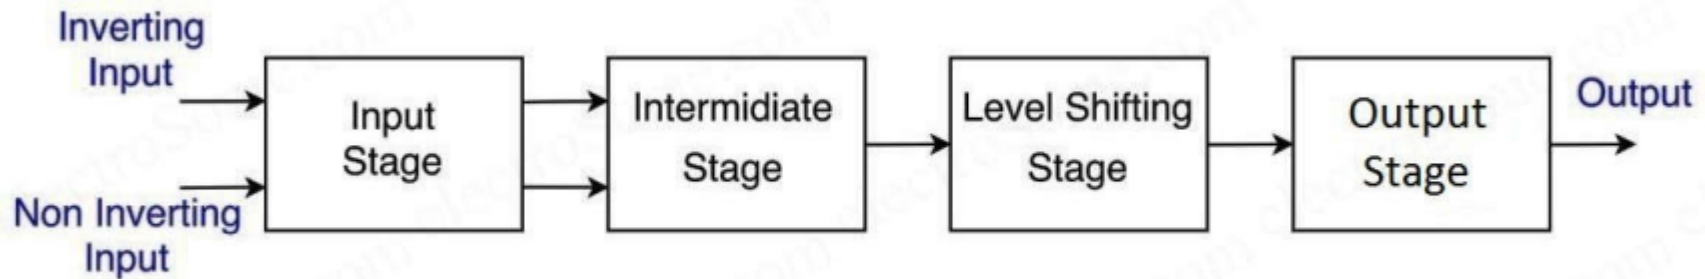 Inverting
Input
Non Inverting
Input
Input
Stage
Intermidiate
Stage
Level Shifting
Stage
Output
Stage
Output